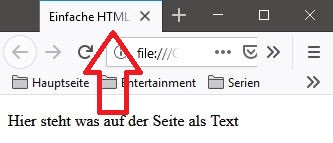 Einfache HTML
file:///
Hauptseite Entertainment Serien
Hier steht was auf der Seite als Text